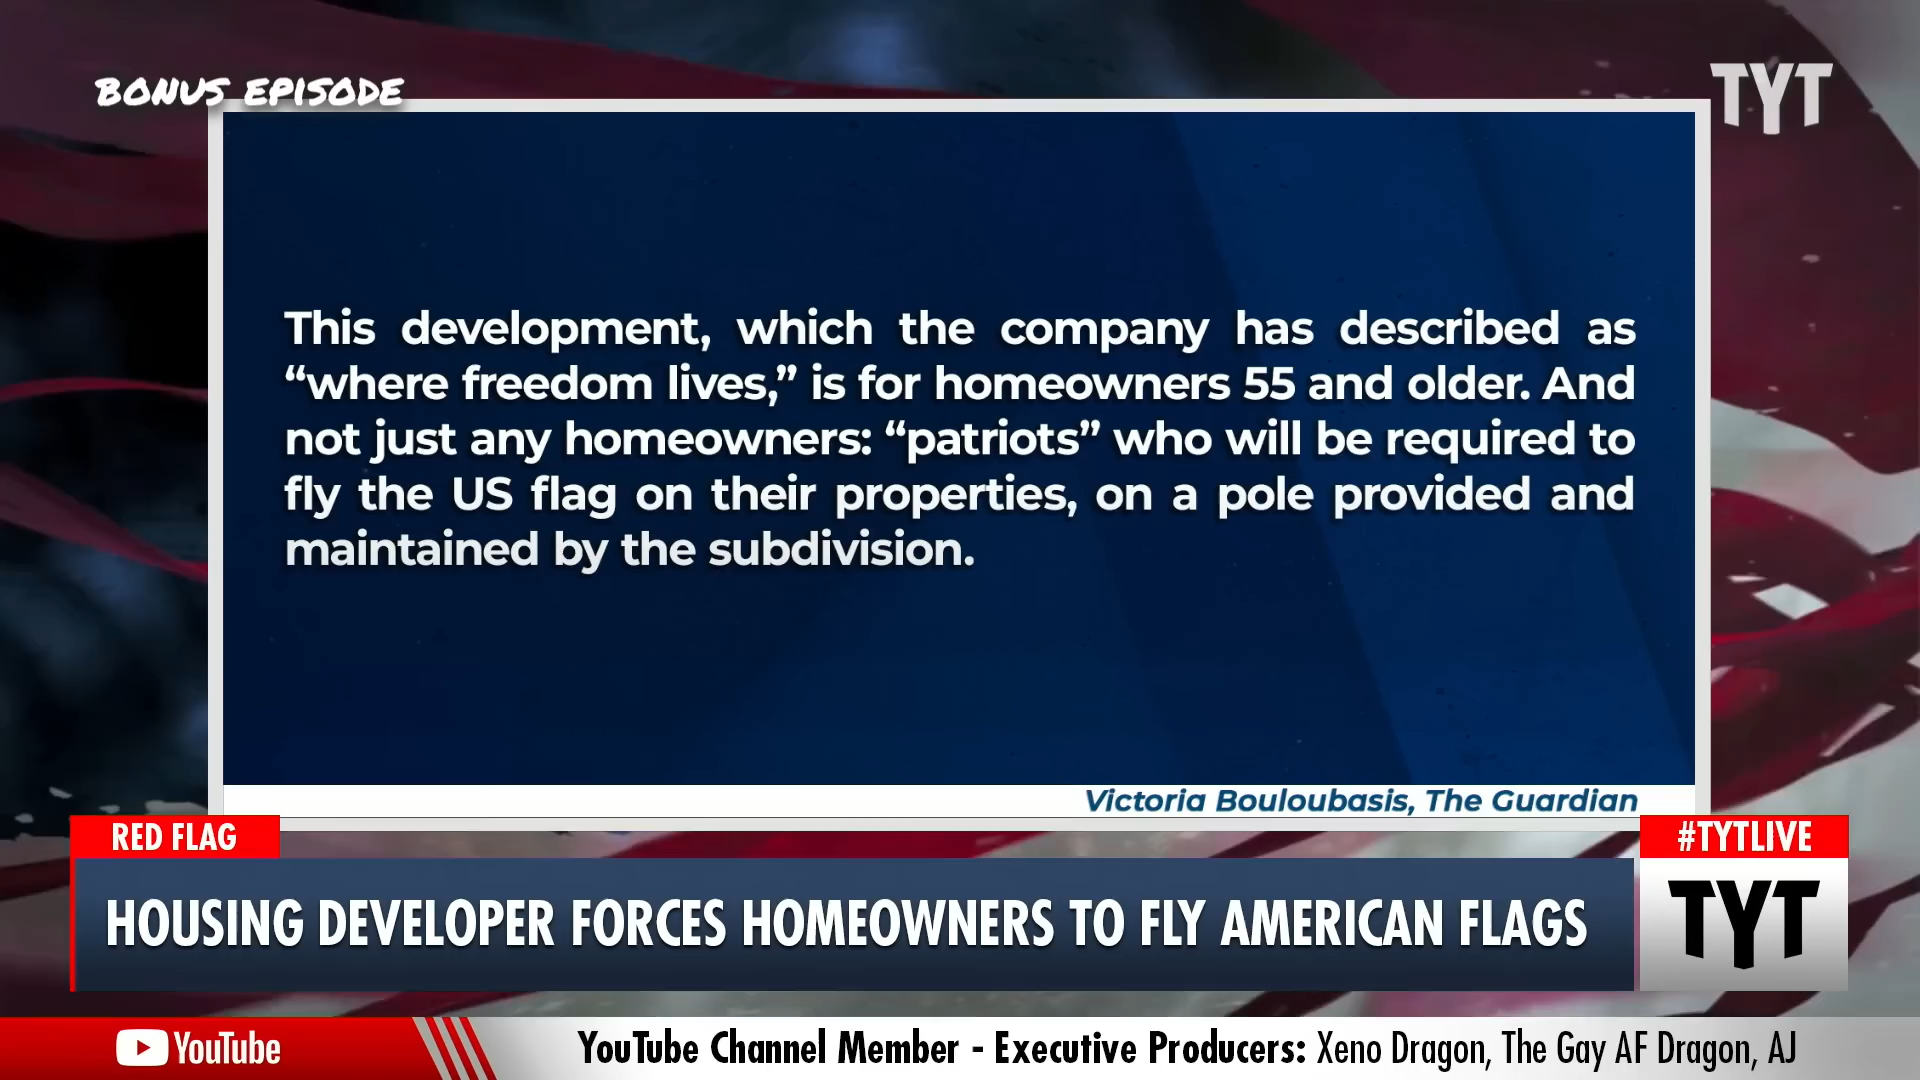 BONUS EPISODE
TYT
This development, which the company has described as
“where freedom lives,” is for homeowners 55 and older. And
not just any homeowners: “patriots” who will be required to
fly the US flag on their properties, on a pole provided and
maintained by the subdivision.
Victoria Bouloubasis, The Guardian
RED FLAG
#TYTLIVE
HOUSING DEVELOPER FORCES HOMEOWNERS TO FLY AMERICAN FLAGS
TYT
YouTube
YouTube Channel Member - Executive Producers: Xeno Dragon, The Gay AF Dragon, AJ